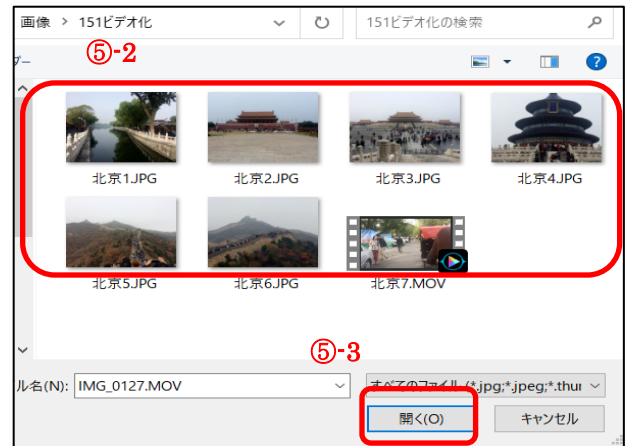 画像 > 151ビデオ化
151ビデオ化の検索
⑤-2
ダー
北京1.JPG
北京2.JPG
北京3.JPG
北京4.JPG
北京5.JPG
北京6.JPG
北京7.MOV
⑤-3
ル名(N): IMG_0127.MOV
すべてのファイル (*.jpg;*.jpeg;*.thur
開く(O)
キャンセル